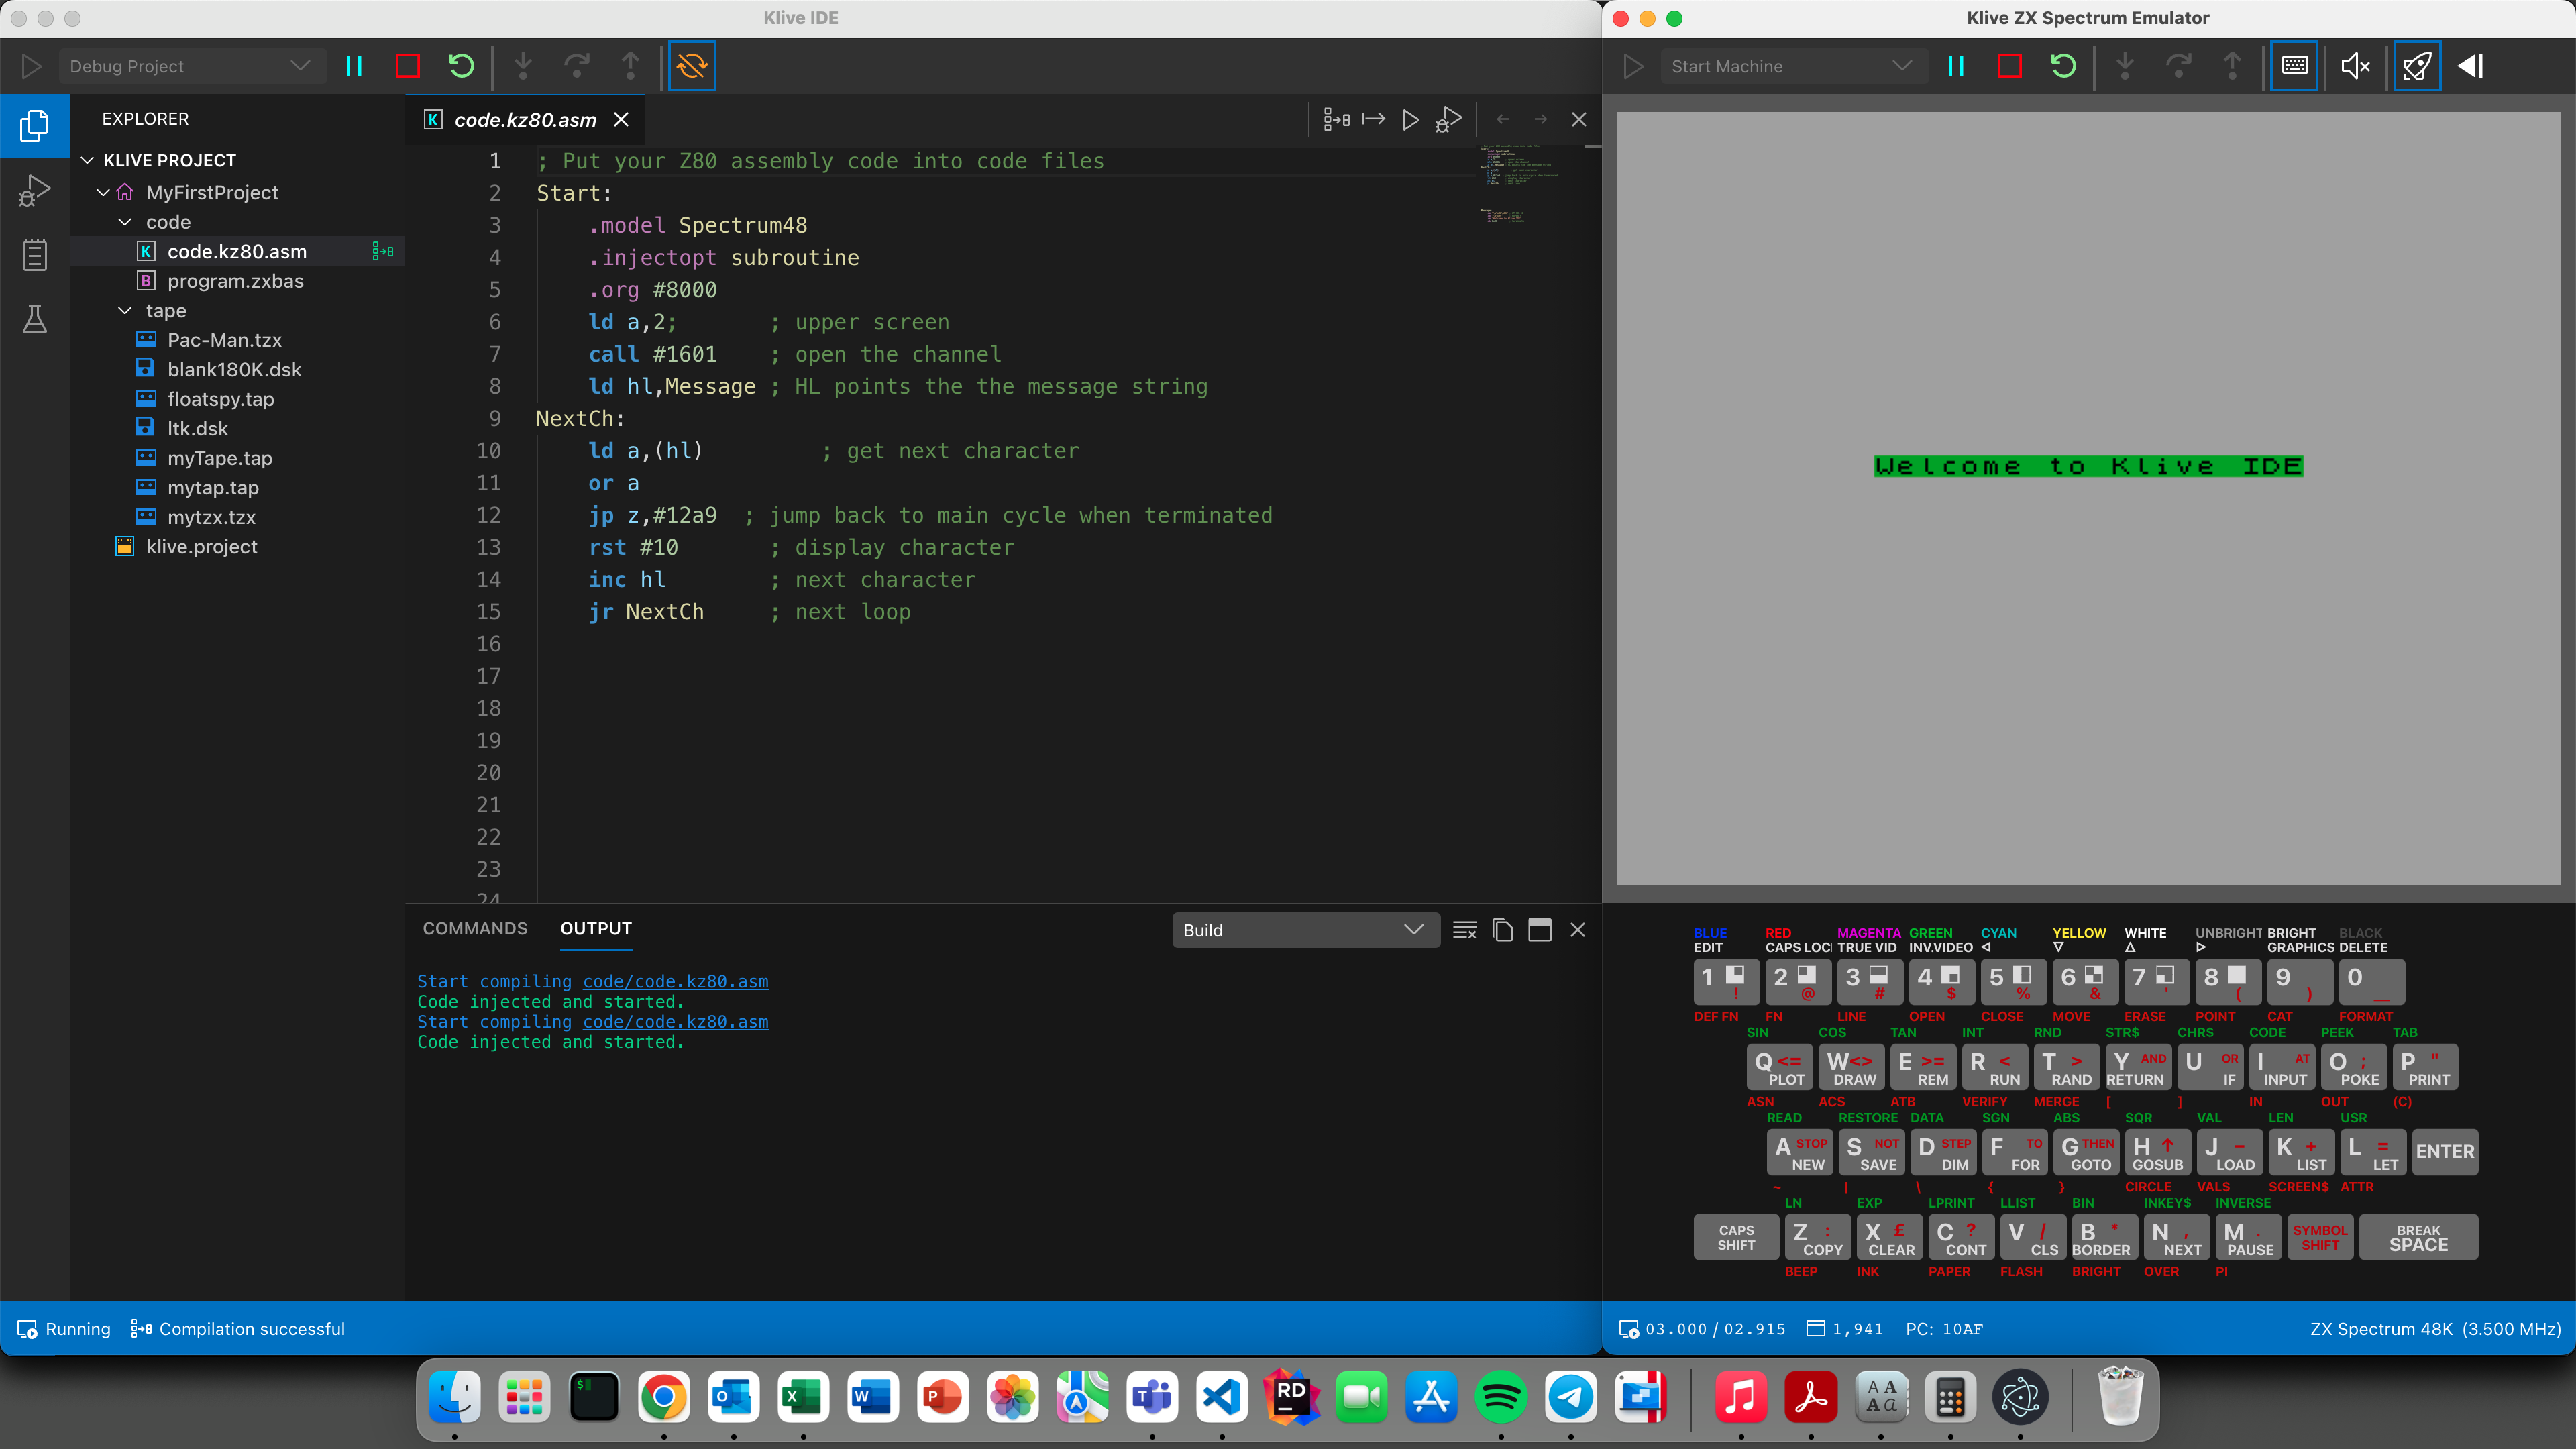 Klive IDE
Debug Project
EXPLORER
KLIVE PROJECT
MyFirstProject
code
code.kz80.asm
program.zxbas
tape
Pac-Man.tzx
blank180K.dsk
floatspy.tap
ltk.dsk
myTape.tap
mytap.tap
mytzx.tzx
klive.project
code.kz80.asm
1 ; Put your Z80 assembly code into code files
2 Start:
3 .model Spectrum48
4 .injectopt subroutine
5 .org #8000
6 ld a,2; ; upper screen
7 call #1601 ; open the channel
8 ld hl,Message ; HL points the the message string
9 NextCh:
10 ld a,(hl) ; get next character
11 or a
12 jp z,#12a9 ; jump back to main cycle when terminated
13 rst #10 ; display character
14 inc hl ; next character
15 jr NextCh ; next loop
16
17
18
19
20
21
22
23
24
COMMANDS OUTPUT Build
Start compiling code/code.kz80.asm
Code injected and started.
Start compiling code/code.kz80.asm
Code injected and started.
Running Compilation successful
Klive ZX Spectrum Emulator
Start Machine
Welcome to Klive IDE
BLUE RED MAGENTA GREEN CYAN YELLOW WHITE UNBRIGHT BRIGHT BLACK
EDIT CAPS LOC TRUE VID INV.VIDEO GRAPHICS DELETE
1 ! 2 @ 3 # 4 $ 5 % 6 & 7 ' 8 ( 9 ) 0 _
DEF FN FN LINE OPEN CLOSE MOVE ERASE POINT CAT FORMAT
SIN COS TAN INT RND STR$ CHR$ CODE PEEK TAB
Q <= W <> E >= R < T > Y AND U OR I AT O ; P "
PLOT DRAW REM RUN RAND RETURN IF INPUT POKE PRINT
ASN ACS ATB VERIFY MERGE [ ] IN OUT (C)
READ RESTORE DATA SGN ABS SQR VAL LEN USR
A STOP S NOT D STEP F TO G THEN H ↑ J − K + L = ENTER
NEW SAVE DIM FOR GOTO GOSUB LOAD LIST LET
~ | \ { } CIRCLE VAL$ SCREEN$ ATTR
LN EXP LPRINT LLIST BIN INKEY$ INVERSE
CAPS SHIFT Z : X £ C ? V / B * N , M . SYMBOL SHIFT BREAK SPACE
COPY CLEAR CONT CLS BORDER NEXT PAUSE
BEEP INK PAPER FLASH BRIGHT OVER PI
03.000 / 02.915 1,941 PC: 10AF ZX Spectrum 48K (3.500 MHz)